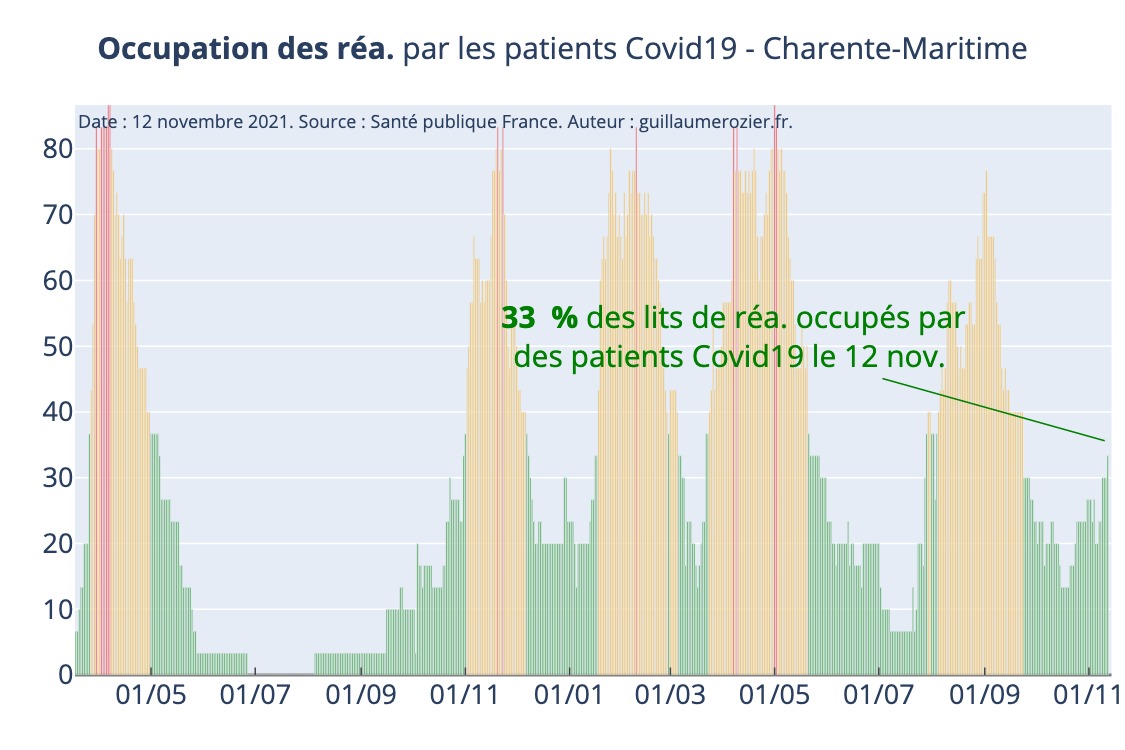 Occupation des réa. par les patients Covid19 - Charente-Maritime
Date : 12 novembre 2021. Source : Santé publique France. Auteur : guillaumerozier.fr.
80
70
60
50
40
30
20
10
0
33 % des lits de réa. occupés par
des patients Covid19 le 12 nov.
01/05 01/07 01/09 01/11 01/01 01/03 01/05 01/07 01/09 01/11